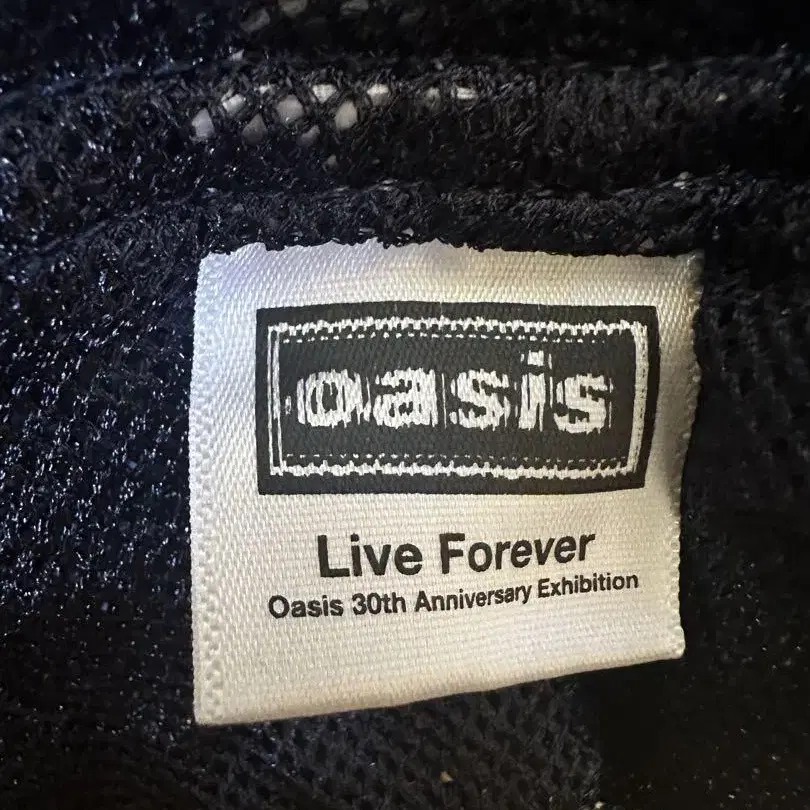 oasis
Live Forever
Oasis 30th Anniversary Exhibition